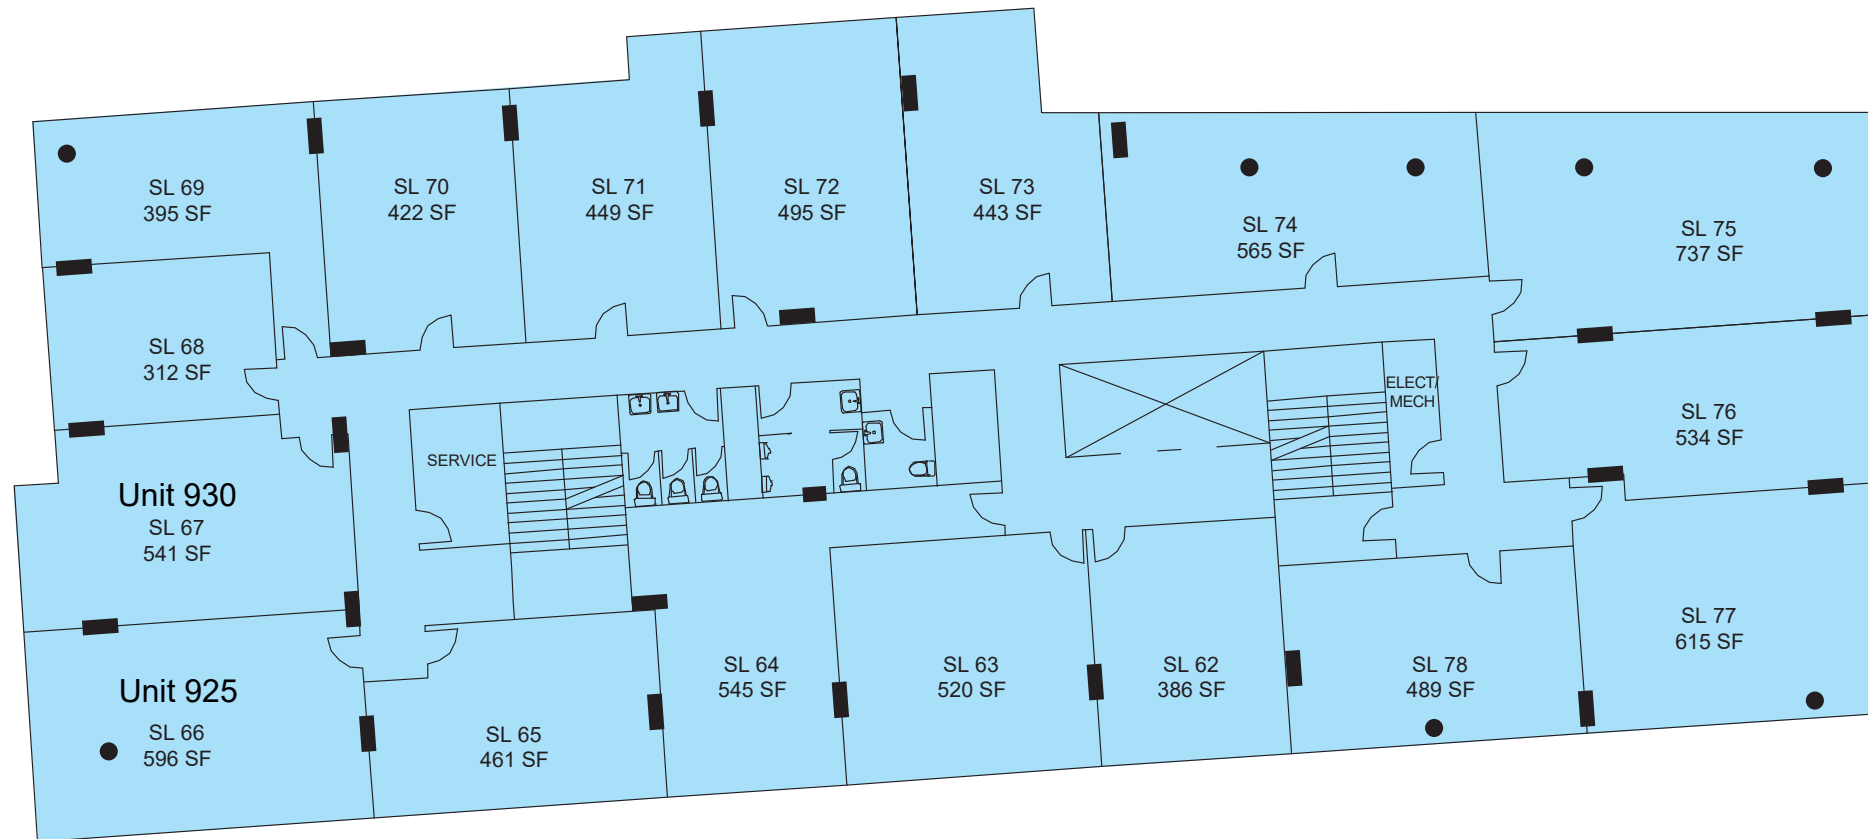 SL 69
395 SF
SL 70
422 SF
SL 71
449 SF
SL 72
495 SF
SL 73
443 SF
SL 74
565 SF
SL 75
737 SF
SL 68
312 SF
ELECT/
MECH
SL 76
534 SF
SERVICE
Unit 930
SL 67
541 SF
Unit 925
SL 66
596 SF
SL 65
461 SF
SL 64
545 SF
SL 63
520 SF
SL 62
386 SF
SL 78
489 SF
SL 77
615 SF